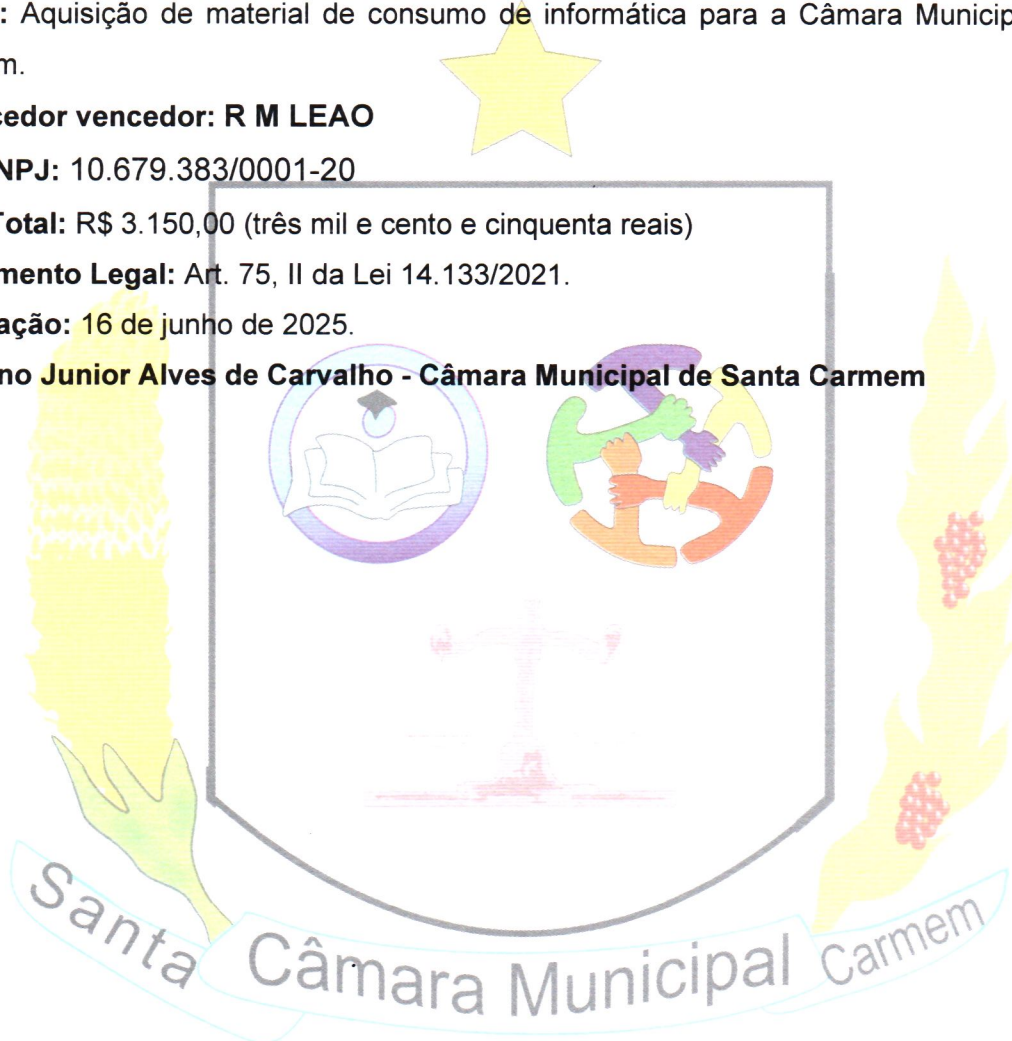 : Aquisição de material de consumo de informática para a Câmara Municip
m.
cedor vencedor: R M LEAO
NPJ: 10.679.383/0001-20
Total: R$ 3.150,00 (três mil e cento e cinquenta reais)
mento Legal: Art. 75, II da Lei 14.133/2021.
ação: 16 de junho de 2025.
no Junior Alves de Carvalho - Câmara Municipal de Santa Carmem
Santa Câmara Municipal Carmem